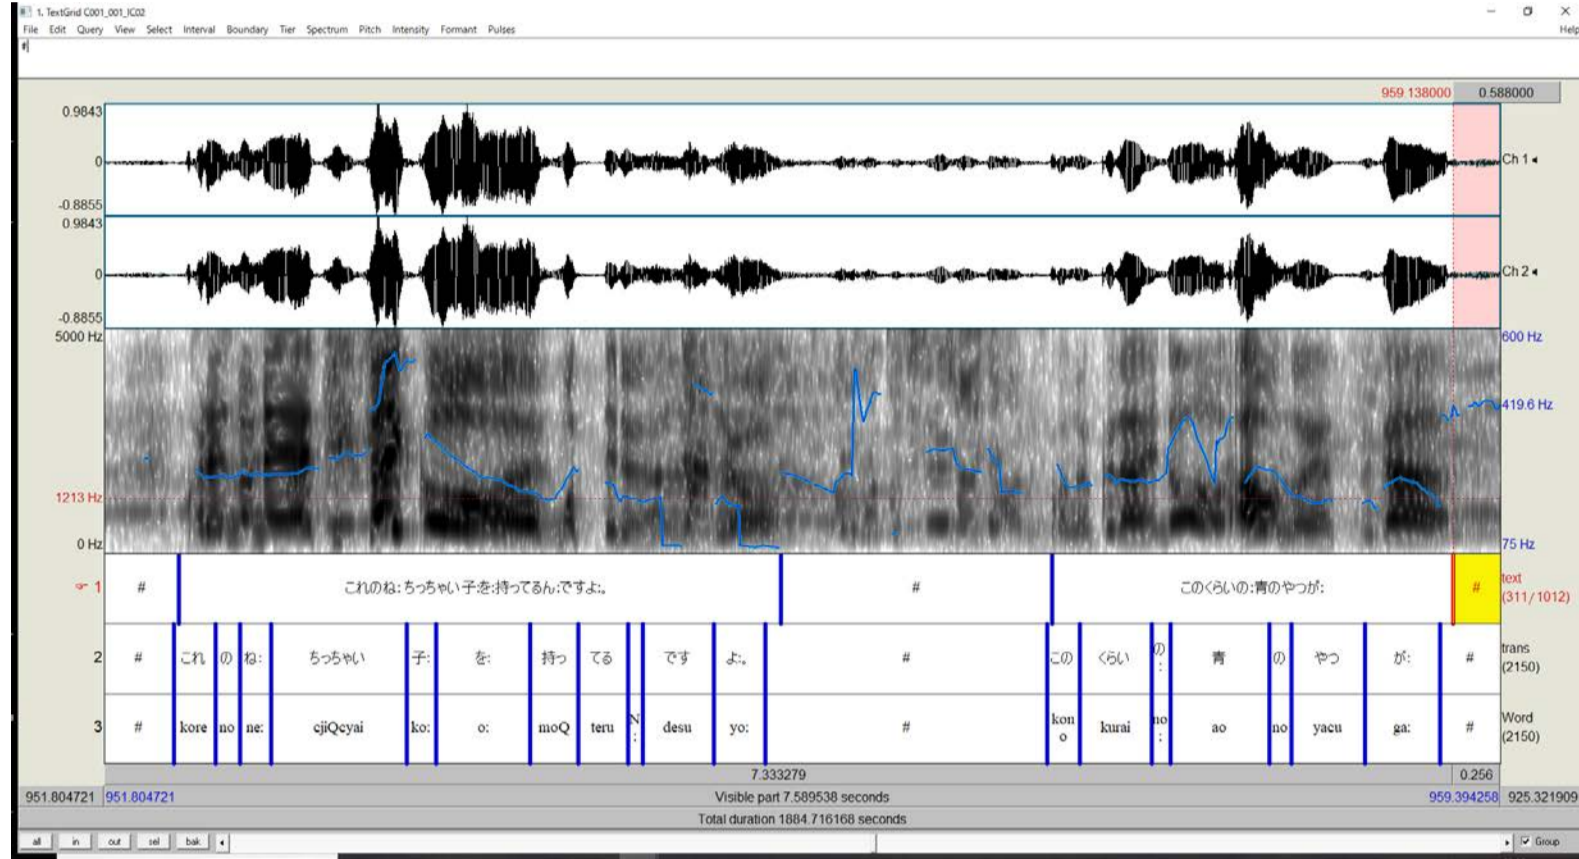 1. TextGrid C001_001_IC02
File Edit Query View Select Interval Boundary Tier Spectrum Pitch Intensity Formant Pulses Help
#
959.138000 0.588000
0.9843
0 Ch 1
-0.8855
0.9843
0 Ch 2
-0.8855
5000 Hz 600 Hz
419.6 Hz
1213 Hz
0 Hz 75 Hz
1 # これのね:ちっちゃい子を:持ってるん:ですよ:。 # このくらいの:青のやつが: # text (311/1012)
2 # これ の ね: ちっちゃい 子: を: 持っ てる です よ:。 # この くらい の: 青 の やつ が: # trans (2150)
3 # kore no ne: cjiQcyai ko: o: moQ teru N: desu yo: # kono kurai no: ao no yacu ga: # Word (2150)
7.333279 0.256
951.804721 951.804721 Visible part 7.589538 seconds 959.394258 925.321909
Total duration 1884.716168 seconds
all in out sel bak Group